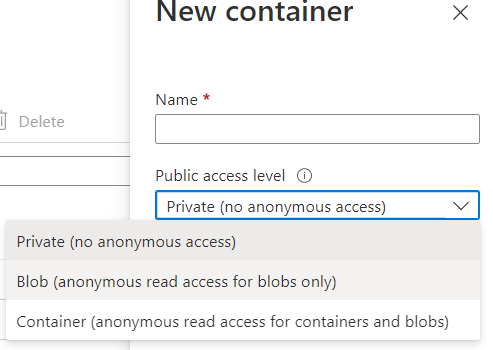 New container
Delete
Name *
Public access level
Private (no anonymous access)
Private (no anonymous access)
Blob (anonymous read access for blobs only)
Container (anonymous read access for containers and blobs)